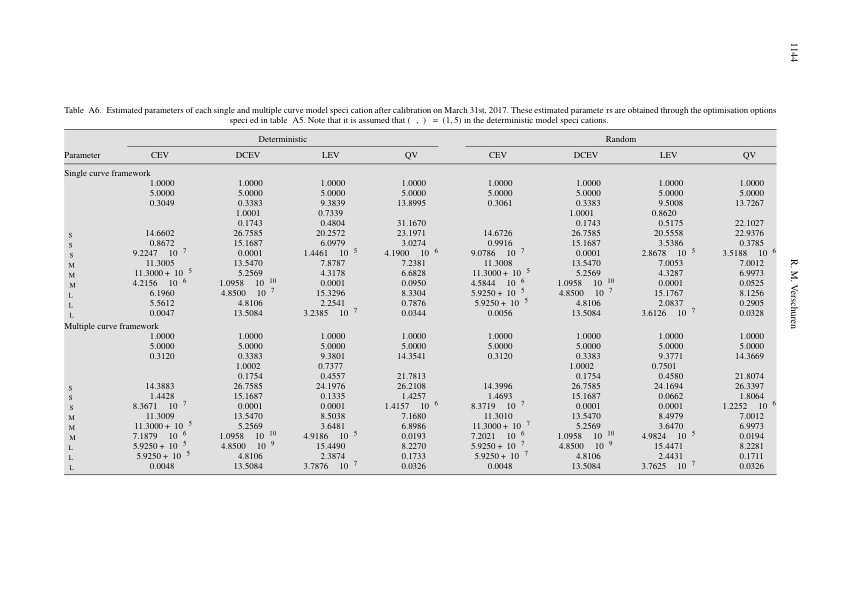 1144
R. M. Verschuren
Table A6. Estimated parameters of each single and multiple curve model speci cation after calibration on March 31st, 2017. These estimated paramete rs are obtained through the optimisation options
speci ed in table A5. Note that it is assumed that ( , ) = (1, 5) in the deterministic model speci cations.
Deterministic Random
Parameter CEV DCEV LEV QV CEV DCEV LEV QV
Single curve framework
1.0000 1.0000 1.0000 1.0000 1.0000 1.0000 1.0000 1.0000
5.0000 5.0000 5.0000 5.0000 5.0000 5.0000 5.0000 5.0000
0.3049 0.3383 9.3839 13.8995 0.3061 0.3383 9.5008 13.7267
1.0001 0.7339 1.0001 0.8620
0.1743 0.4804 31.1670 0.1743 0.5175 22.1027
S 14.6602 26.7585 20.2572 23.1971 14.6726 26.7585 20.5558 22.9376
S 0.8672 15.1687 6.0979 3.0274 0.9916 15.1687 3.5386 0.3785
S 9.2247 10 7 0.0001 1.4461 10 5 4.1900 10 6 9.0786 10 7 0.0001 2.8678 10 5 3.5188 10 6
M 11.3005 13.5470 7.8787 7.2381 11.3008 13.5470 7.0053 7.0012
M 11.3000 + 10 5 5.2569 4.3178 6.6828 11.3000 + 10 5 5.2569 4.3287 6.9973
M 4.2156 10 6 1.0958 10 10 0.0001 0.0950 4.5844 10 6 1.0958 10 10 0.0001 0.0525
L 6.1960 4.8500 10 7 15.3296 8.3304 5.9250 + 10 5 4.8500 10 7 15.1767 8.1256
L 5.5612 4.8106 2.2541 0.7876 5.9250 + 10 5 4.8106 2.0837 0.2905
L 0.0047 13.5084 3.2385 10 7 0.0344 0.0056 13.5084 3.6126 10 7 0.0328
Multiple curve framework
1.0000 1.0000 1.0000 1.0000 1.0000 1.0000 1.0000 1.0000
5.0000 5.0000 5.0000 5.0000 5.0000 5.0000 5.0000 5.0000
0.3120 0.3383 9.3801 14.3541 0.3120 0.3383 9.3771 14.3669
1.0002 0.7377 1.0002 0.7501
0.1754 0.4557 21.7813 0.1754 0.4580 21.8074
S 14.3883 26.7585 24.1976 26.2108 14.3996 26.7585 24.1694 26.3397
S 1.4428 15.1687 0.1335 1.4257 1.4693 15.1687 0.0662 1.8064
S 8.3671 10 7 0.0001 0.0001 1.4157 10 6 8.3719 10 7 0.0001 0.0001 1.2252 10 6
M 11.3009 13.5470 8.5038 7.1680 11.3010 13.5470 8.4979 7.0012
M 11.3000 + 10 5 5.2569 3.6481 6.8986 11.3000 + 10 7 5.2569 3.6470 6.9973
M 7.1879 10 6 1.0958 10 10 4.9186 10 5 0.0193 7.2021 10 6 1.0958 10 10 4.9824 10 5 0.0194
L 5.9250 + 10 5 4.8500 10 9 15.4490 8.2270 5.9250 + 10 7 4.8500 10 9 15.4471 8.2281
L 5.9250 + 10 5 4.8106 2.3874 0.1733 5.9250 + 10 7 4.8106 2.4431 0.1711
L 0.0048 13.5084 3.7876 10 7 0.0326 0.0048 13.5084 3.7625 10 7 0.0326